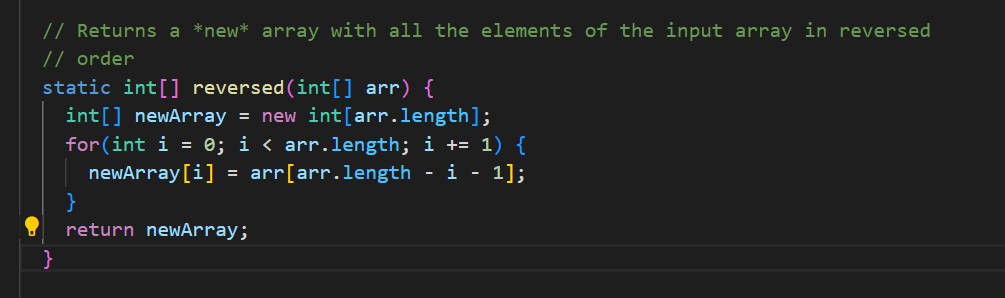 // Returns a *new* array with all the elements of the input array in reversed
// order
static int[] reversed(int[] arr) {
  int[] newArray = new int[arr.length];
  for(int i = 0; i < arr.length; i += 1) {
    newArray[i] = arr[arr.length - i - 1];
  }
  return newArray;
}